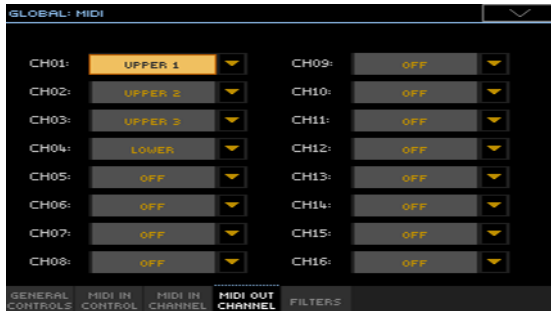 GLOBAL: MIDI
CH01: UPPER 1 CH09: OFF
CH02: UPPER 2 CH10: OFF
CH03: UPPER 3 CH11: OFF
CH04: LOWER CH12: OFF
CH05: OFF CH13: OFF
CH06: OFF CH14: OFF
CH07: OFF CH15: OFF
CH08: OFF CH16: OFF
GENERAL CONTROLS
MIDI IN CONTROL
MIDI IN CHANNEL
MIDI OUT CHANNEL
FILTERS